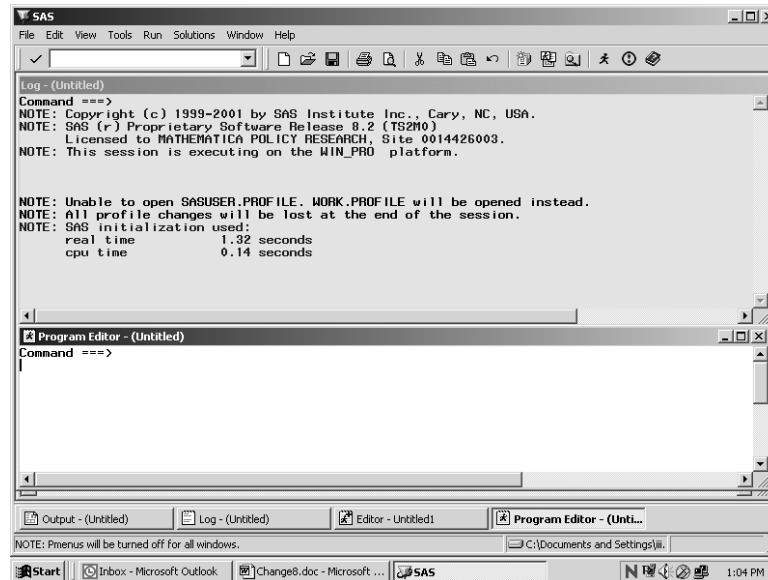 SAS
File Edit View Tools Run Solutions Window Help
Log - (Untitled)
Command ===>
NOTE: Copyright (c) 1999-2001 by SAS Institute Inc., Cary, NC, USA.
NOTE: SAS (r) Proprietary Software Release 8.2 (TS2M0)
Licensed to MATHEMATICA POLICY RESEARCH, Site 0014426003.
NOTE: This session is executing on the WIN_PRO platform.
NOTE: Unable to open SASUSER.PROFILE. WORK.PROFILE will be opened instead.
NOTE: All profile changes will be lost at the end of the session.
NOTE: SAS initialization used:
real time 1.32 seconds
cpu time 0.14 seconds
Program Editor - (Untitled)
Command ===>
Output - (Untitled) Log - (Untitled) Editor - Untitled1 Program Editor - (Unti...
NOTE: Pmenus will be turned off for all windows. C:\Documents and Settings\iii.
Start Inbox - Microsoft Outlook Change8.doc - Microsoft ... SAS 1:04 PM